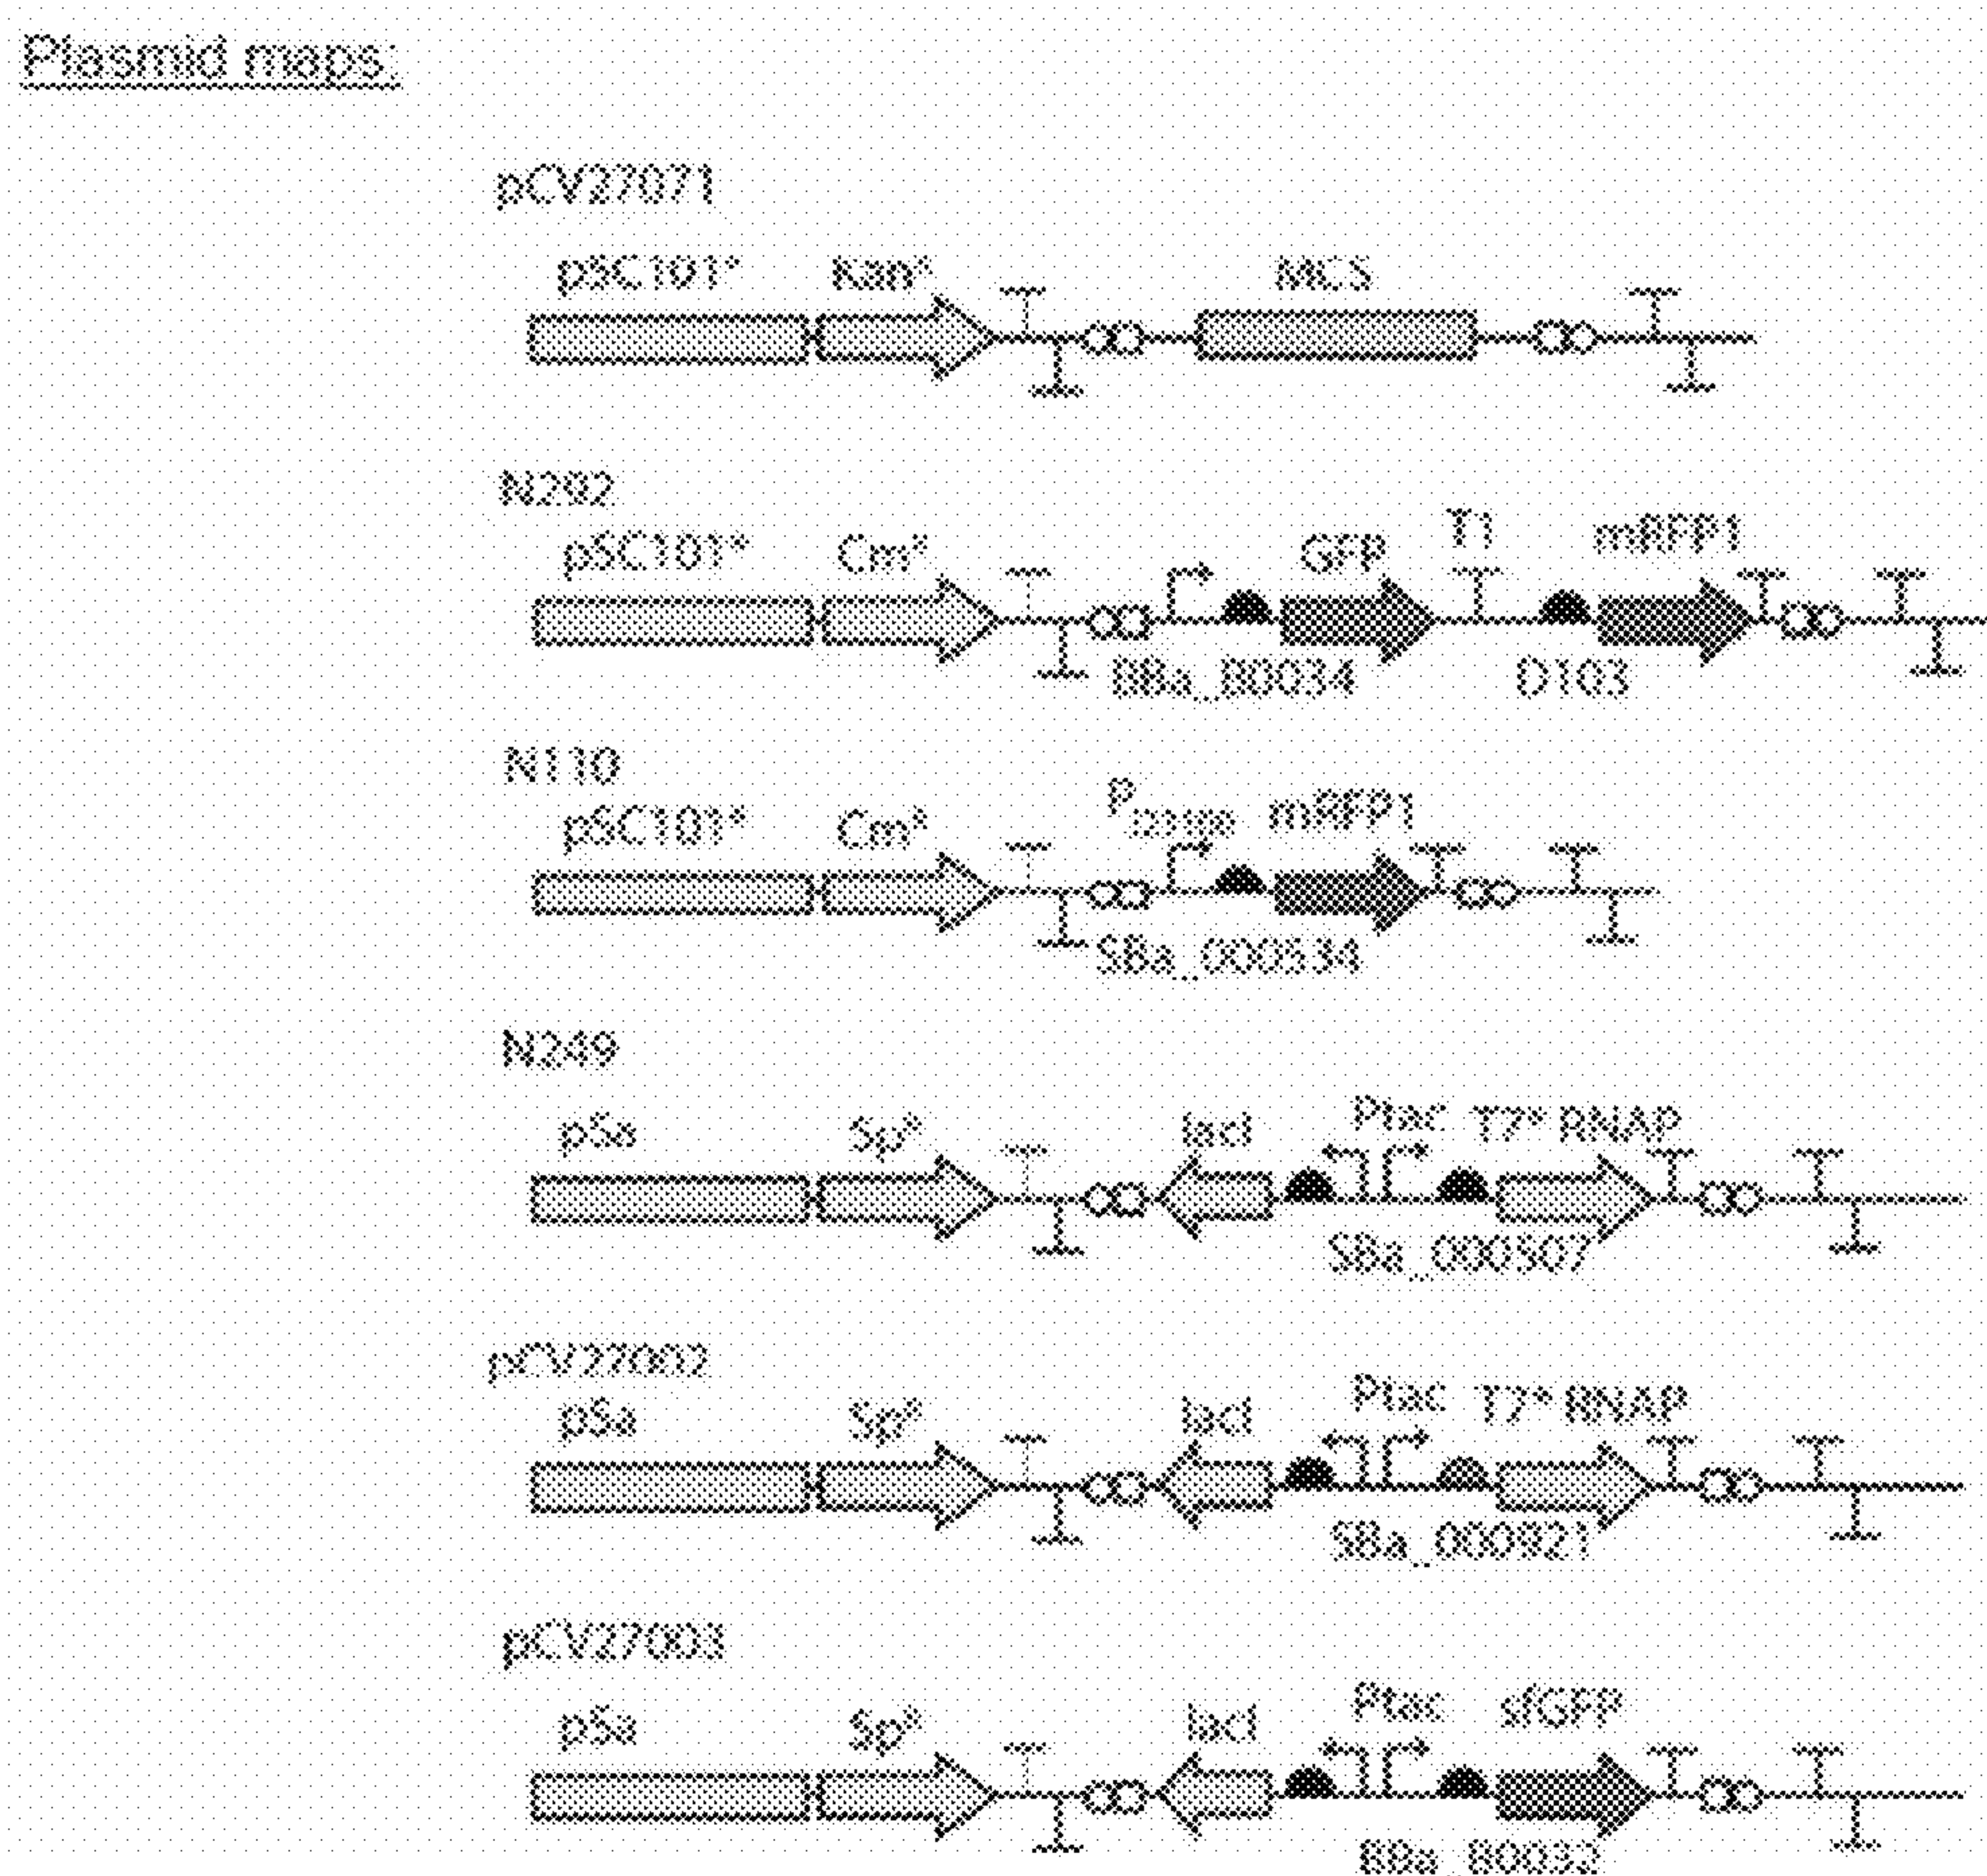 Plasmid maps:
pCV27071
pSC101* Kanᴿ MCS
N292
pSC101* Cmᴿ GFP T1 mRFP1
BBa_B0034 D103
N110
pSC101* Cmᴿ P mRFP1
SBa_000534
N249
pSa Spᴿ lacI Ptac T7* RNAP
SBa_000507
pCV27002
pSa Spᴿ lacI Ptac T7* RNAP
pCV27003
pSa Spᴿ lacI Ptac sfGFP